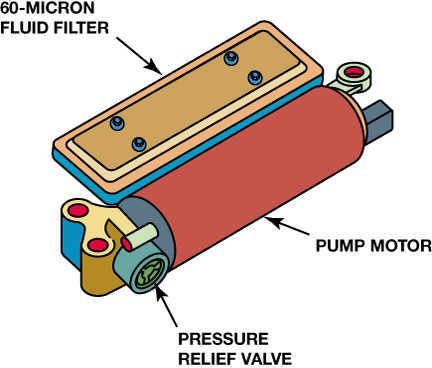 60-MICRON
FLUID FILTER
PUMP MOTOR
PRESSURE
RELIEF VALVE